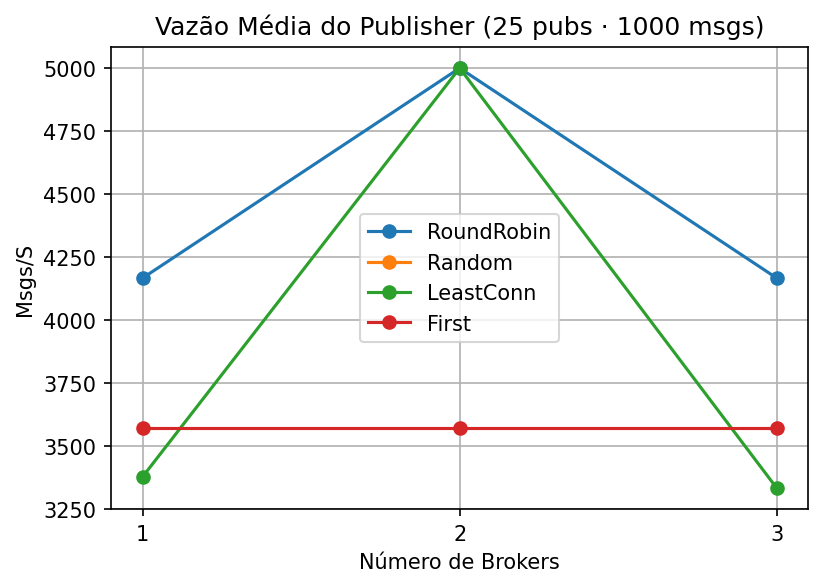 Vazão Média do Publisher (25 pubs · 1000 msgs)
5000
4750
4500
4250
4000
3750
3500
3250
Msgs/S
RoundRobin
Random
LeastConn
First
1 2 3
Número de Brokers